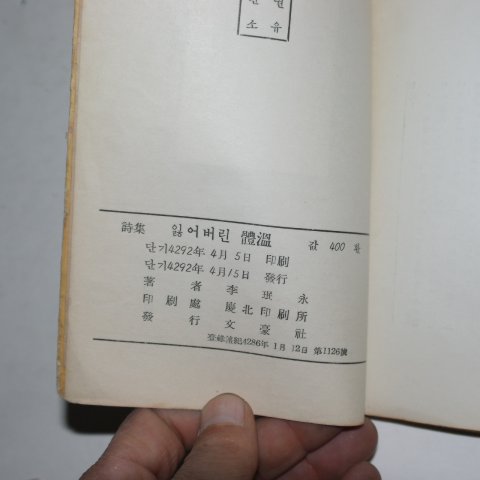 소 유
詩集 잃어버린 體溫 값 400 환
단기4292年 4月 5日 印刷
단기4292年 4月15日 發行
著者 李 永
印刷處 慶北印刷所
發行 文豪社
登錄 4286年 1月 12日 第1126號